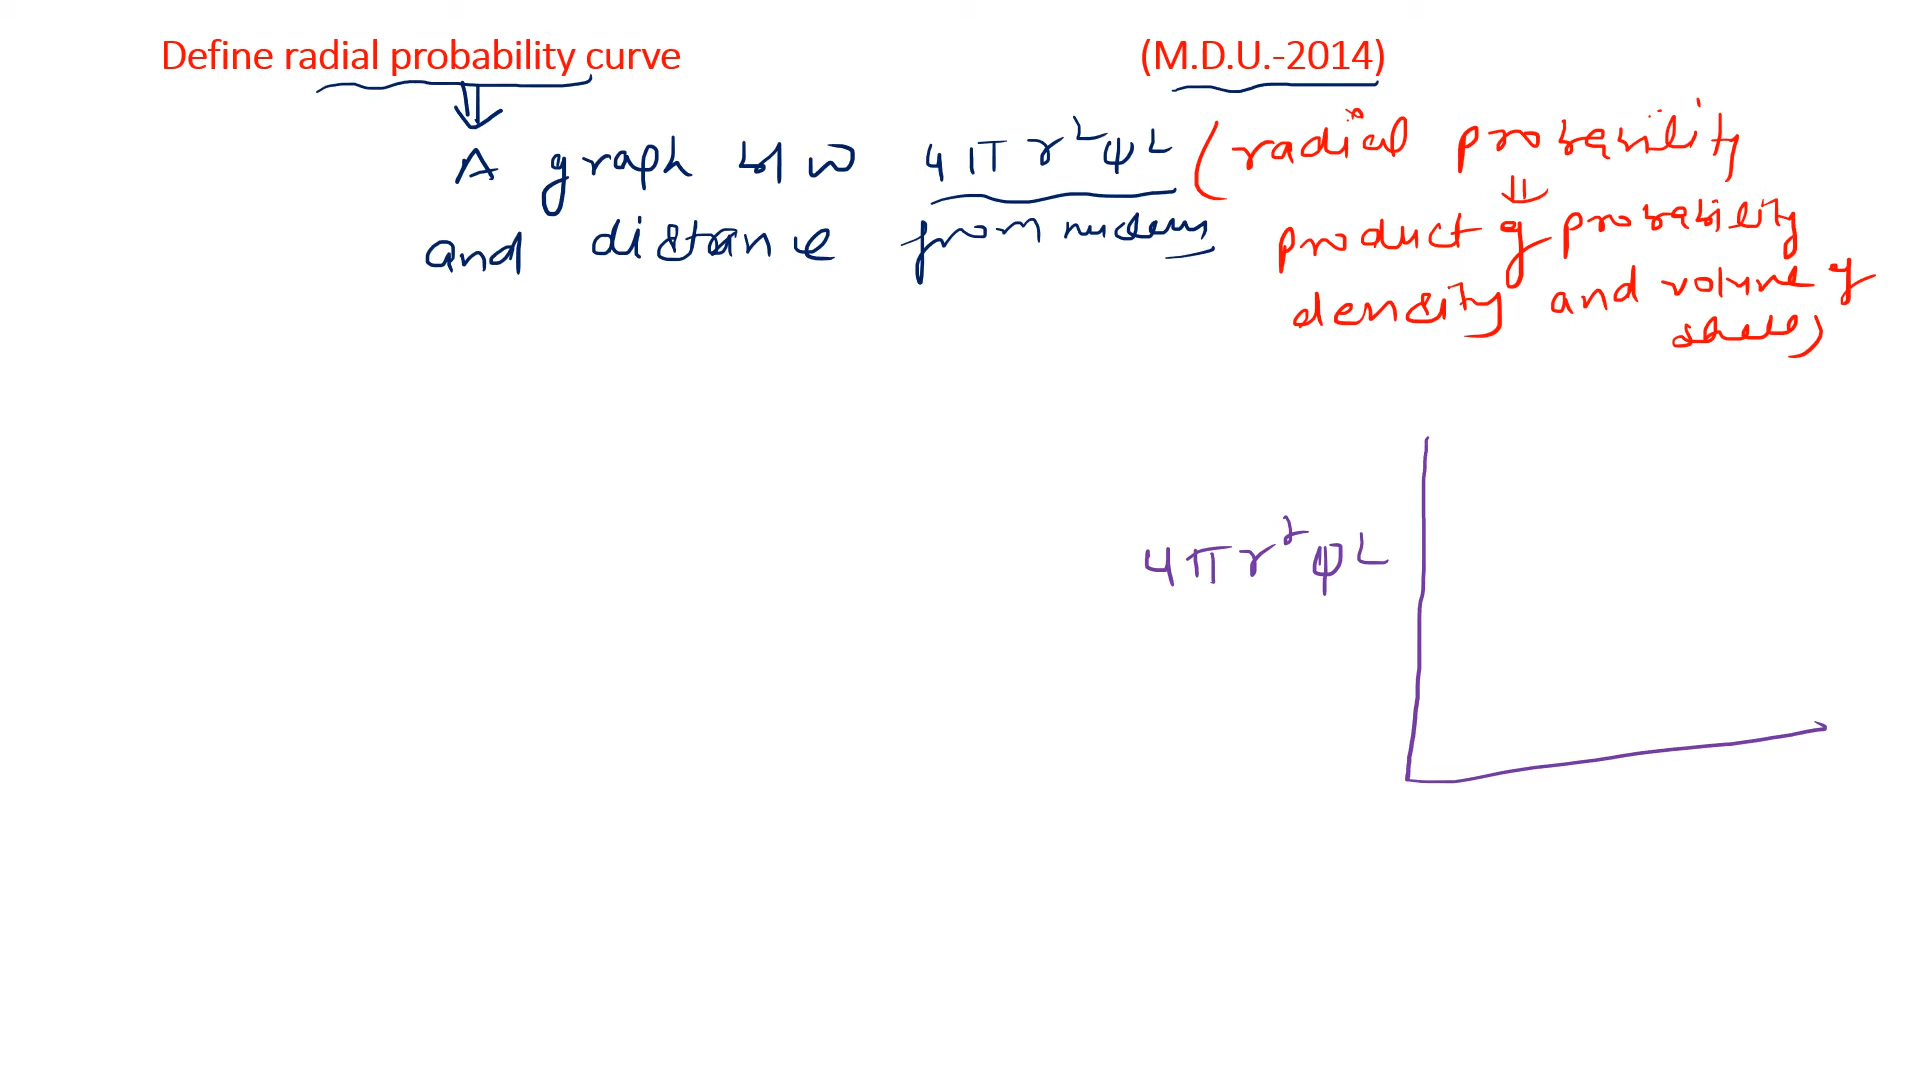 Define radial probability curve (M.D.U.-2014)
A graph b/w 4πr²ψ² (radial probability
and distance from nucleus product of probability
density and volume of
shell)
4πr²ψ²